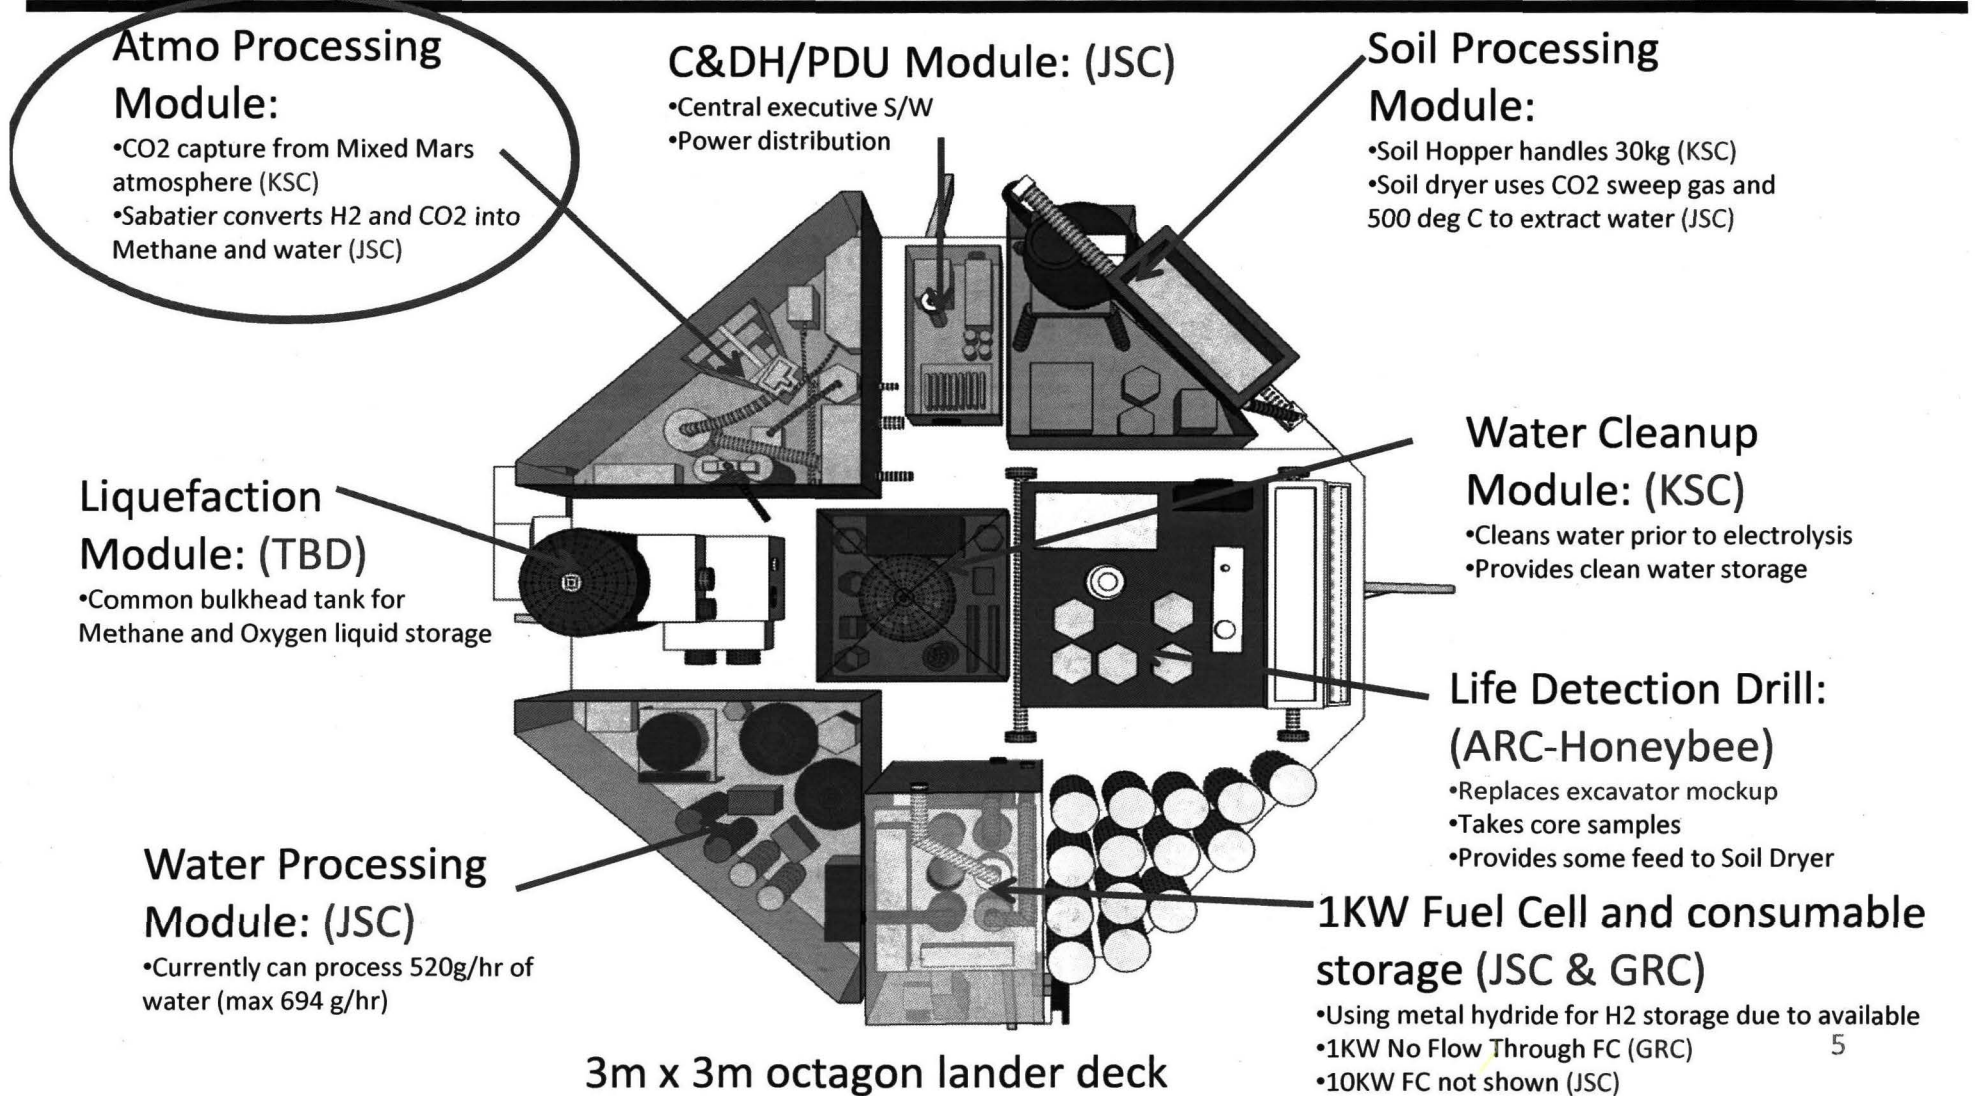 Atmo Processing
Module:
•CO2 capture from Mixed Mars
atmosphere (KSC)
•Sabatier converts H2 and CO2 into
Methane and water (JSC)
C&DH/PDU Module: (JSC)
•Central executive S/W
•Power distribution
Soil Processing
Module:
•Soil Hopper handles 30kg (KSC)
•Soil dryer uses CO2 sweep gas and
500 deg C to extract water (JSC)
Liquefaction
Module: (TBD)
•Common bulkhead tank for
Methane and Oxygen liquid storage
Water Cleanup
Module: (KSC)
•Cleans water prior to electrolysis
•Provides clean water storage
Life Detection Drill:
(ARC-Honeybee)
•Replaces excavator mockup
•Takes core samples
•Provides some feed to Soil Dryer
Water Processing
Module: (JSC)
•Currently can process 520g/hr of
water (max 694 g/hr)
1KW Fuel Cell and consumable
storage (JSC & GRC)
•Using metal hydride for H2 storage due to available
•1KW No Flow Through FC (GRC)
•10KW FC not shown (JSC)
3m x 3m octagon lander deck
5